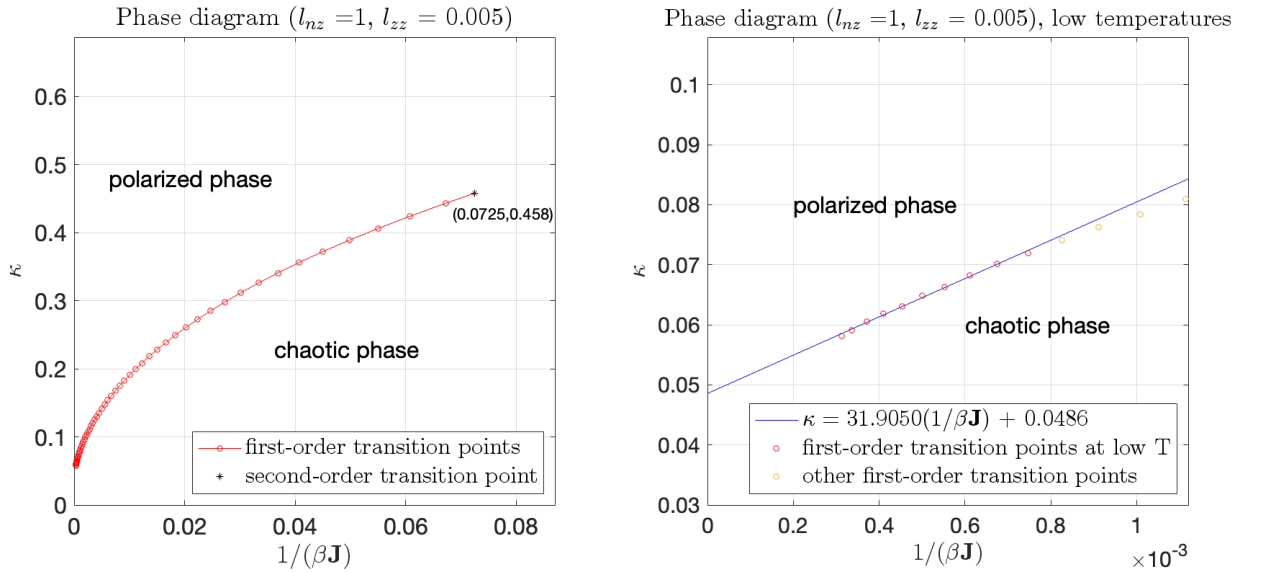 Phase diagram (l_nz =1, l_zz = 0.005)
0.6
0.5
0.4
0.3
0.2
0.1
0
κ
polarized phase
(0.0725,0.458)
chaotic phase
first-order transition points
second-order transition point
0
0.02
0.04
0.06
0.08
1/(βJ)
Phase diagram (l_nz =1, l_zz = 0.005), low temperatures
0.1
0.09
0.08
0.07
0.06
0.05
0.04
0.03
κ
polarized phase
chaotic phase
κ = 31.9050(1/βJ) + 0.0486
first-order transition points at low T
other first-order transition points
0
0.2
0.4
0.6
0.8
1
×10^-3
1/(βJ)